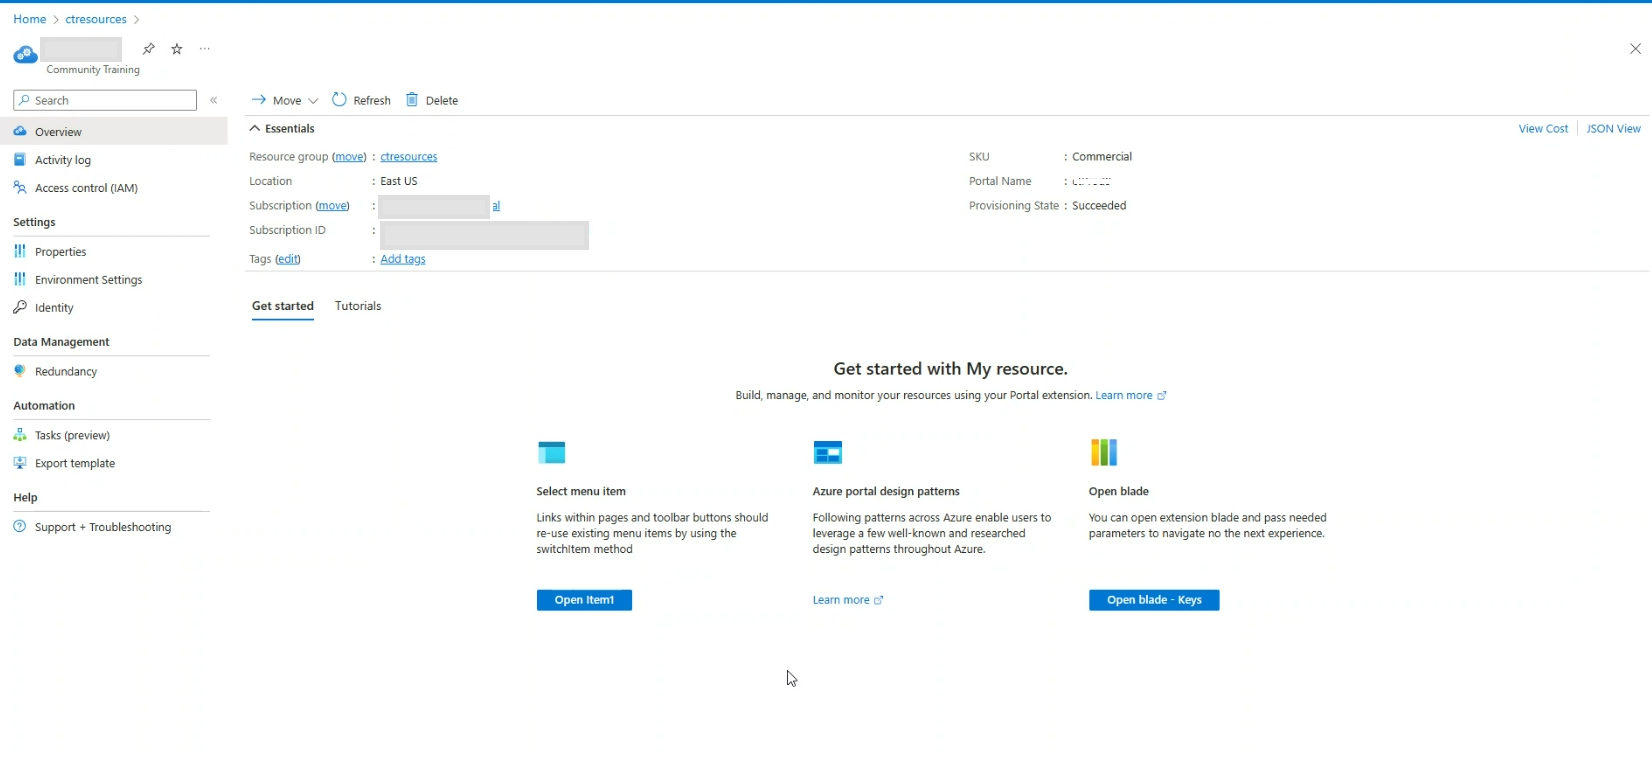 Home > ctresources >
Community Training
Search
Move
Refresh
Delete
Overview
Activity log
Access control (IAM)
Settings
Properties
Environment Settings
Identity
Data Management
Redundancy
Automation
Tasks (preview)
Export template
Help
Support + Troubleshooting
Essentials
View Cost
JSON View
Resource group (move) : ctresources
Location : East US
Subscription (move) : al
Subscription ID :
Tags (edit) : Add tags
SKU : Commercial
Portal Name :
Provisioning State : Succeeded
Get started
Tutorials
Get started with My resource.
Build, manage, and monitor your resources using your Portal extension. Learn more
Select menu item
Links within pages and toolbar buttons should
re-use existing menu items by using the
switchItem method
Open Item1
Azure portal design patterns
Following patterns across Azure enable users to
leverage a few well-known and researched
design patterns throughout Azure.
Learn more
Open blade
You can open extension blade and pass needed
parameters to navigate no the next experience.
Open blade - Keys